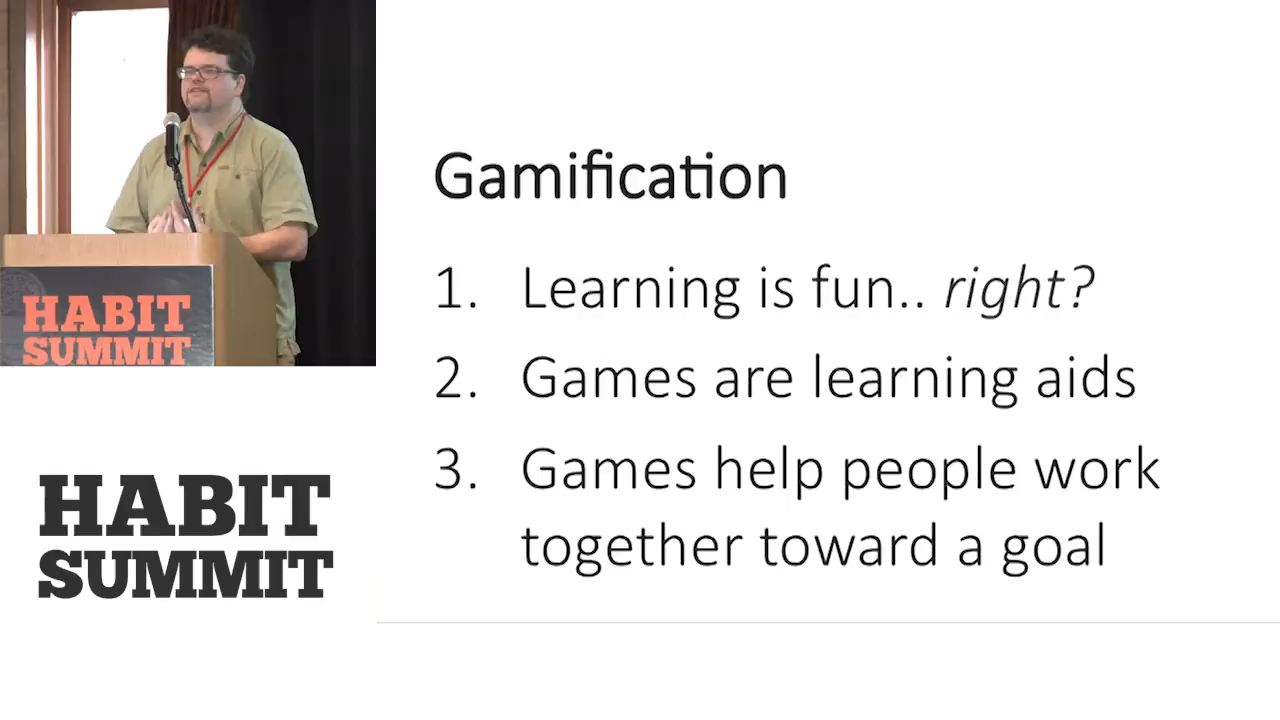 HABIT
SUMMIT
HABIT
SUMMIT
Gamification
1. Learning is fun.. right?
2. Games are learning aids
3. Games help people work
together toward a goal